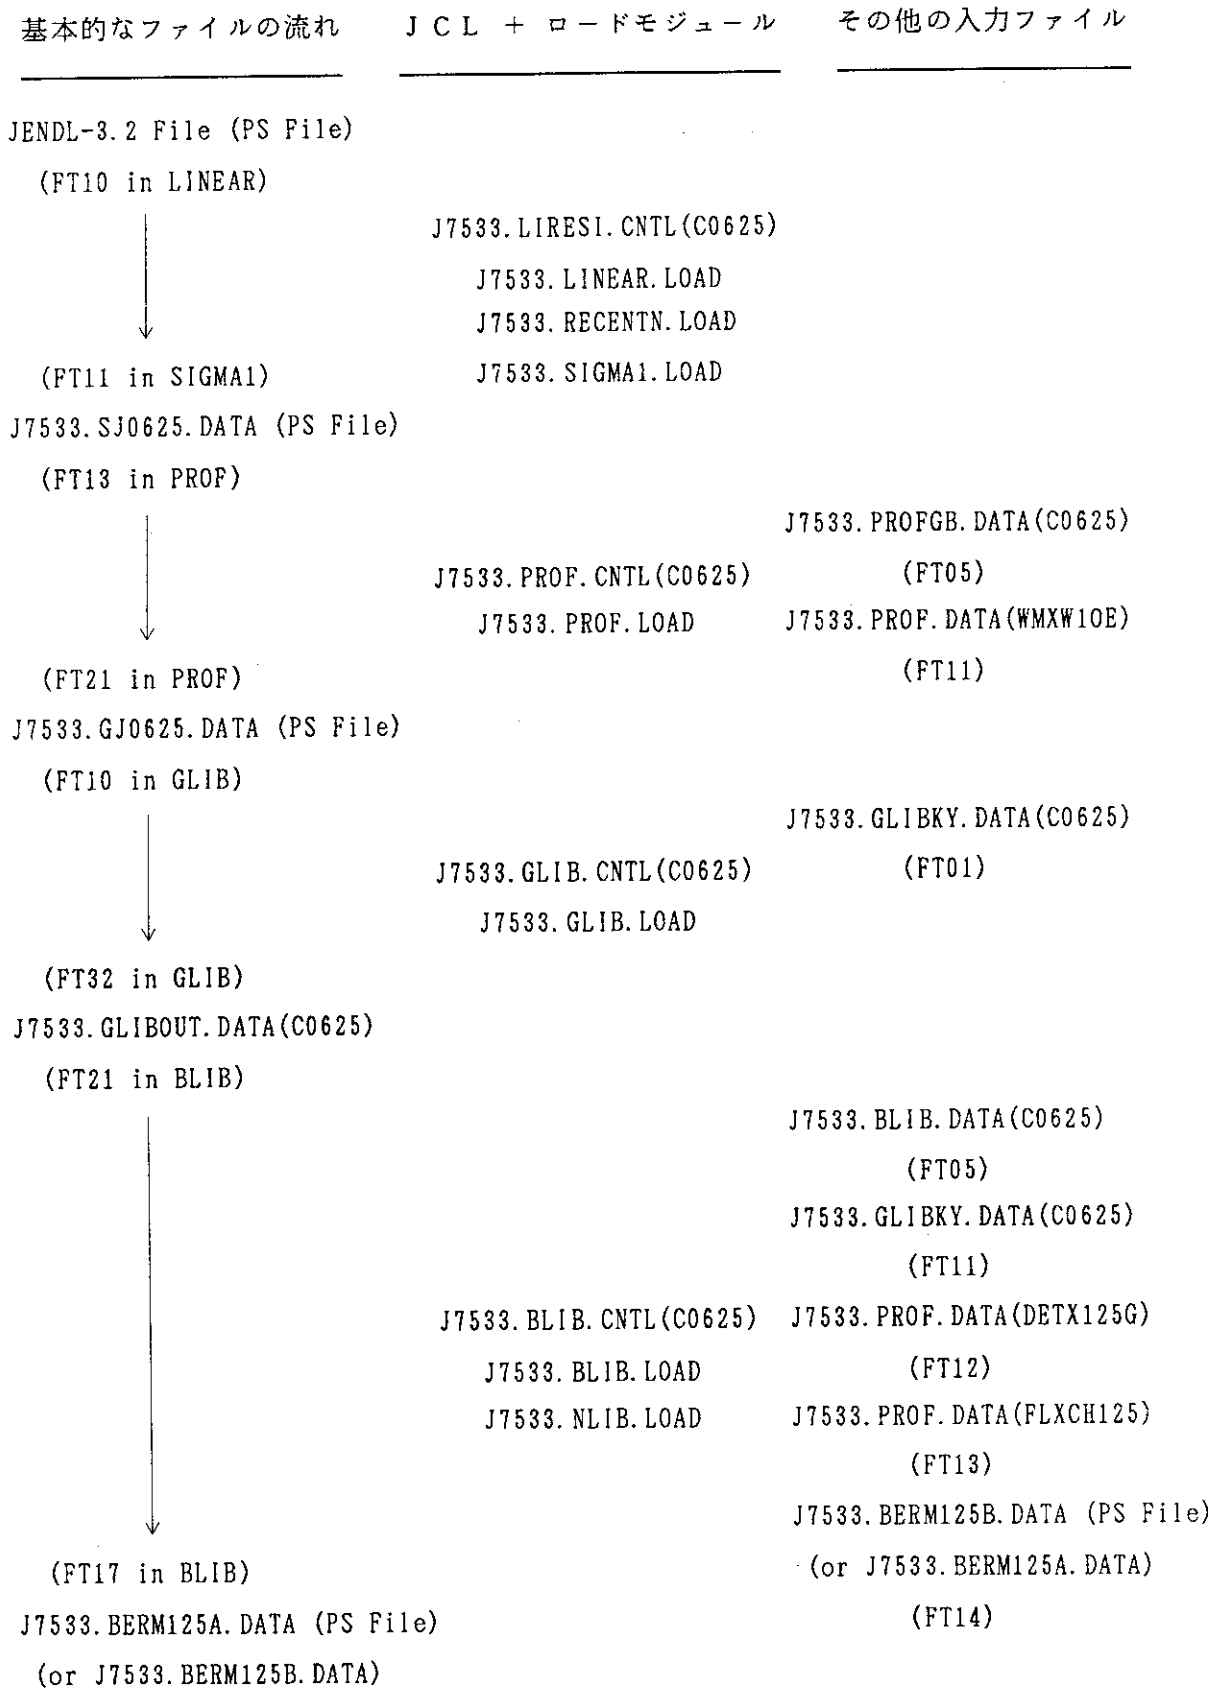 基本的なファイルの流れ
JCL + ロードモジュール
その他の入力ファイル
JENDL-3.2 File (PS File)
(FT10 in LINEAR)
J7533.LIRESI.CNTL(C0625)
J7533.LINEAR.LOAD
J7533.RECENTN.LOAD
J7533.SIGMA1.LOAD
(FT11 in SIGMA1)
J7533.SJ0625.DATA (PS File)
(FT13 in PROF)
J7533.PROFGB.DATA(C0625)
(FT05)
J7533.PROF.CNTL(C0625)
J7533.PROF.LOAD
J7533.PROF.DATA(WMXW10E)
(FT11)
(FT21 in PROF)
J7533.GJ0625.DATA (PS File)
(FT10 in GLIB)
J7533.GLIBKY.DATA(C0625)
(FT01)
J7533.GLIB.CNTL(C0625)
J7533.GLIB.LOAD
(FT32 in GLIB)
J7533.GLIBOUT.DATA(C0625)
(FT21 in BLIB)
J7533.BLIB.DATA(C0625)
(FT05)
J7533.GLIBKY.DATA(C0625)
(FT11)
J7533.BLIB.CNTL(C0625)
J7533.BLIB.LOAD
J7533.NLIB.LOAD
J7533.PROF.DATA(DETX125G)
(FT12)
J7533.PROF.DATA(FLXCH125)
(FT13)
J7533.BERM125B.DATA (PS File)
(or J7533.BERM125A.DATA)
(FT14)
(FT17 in BLIB)
J7533.BERM125A.DATA (PS File)
(or J7533.BERM125B.DATA)